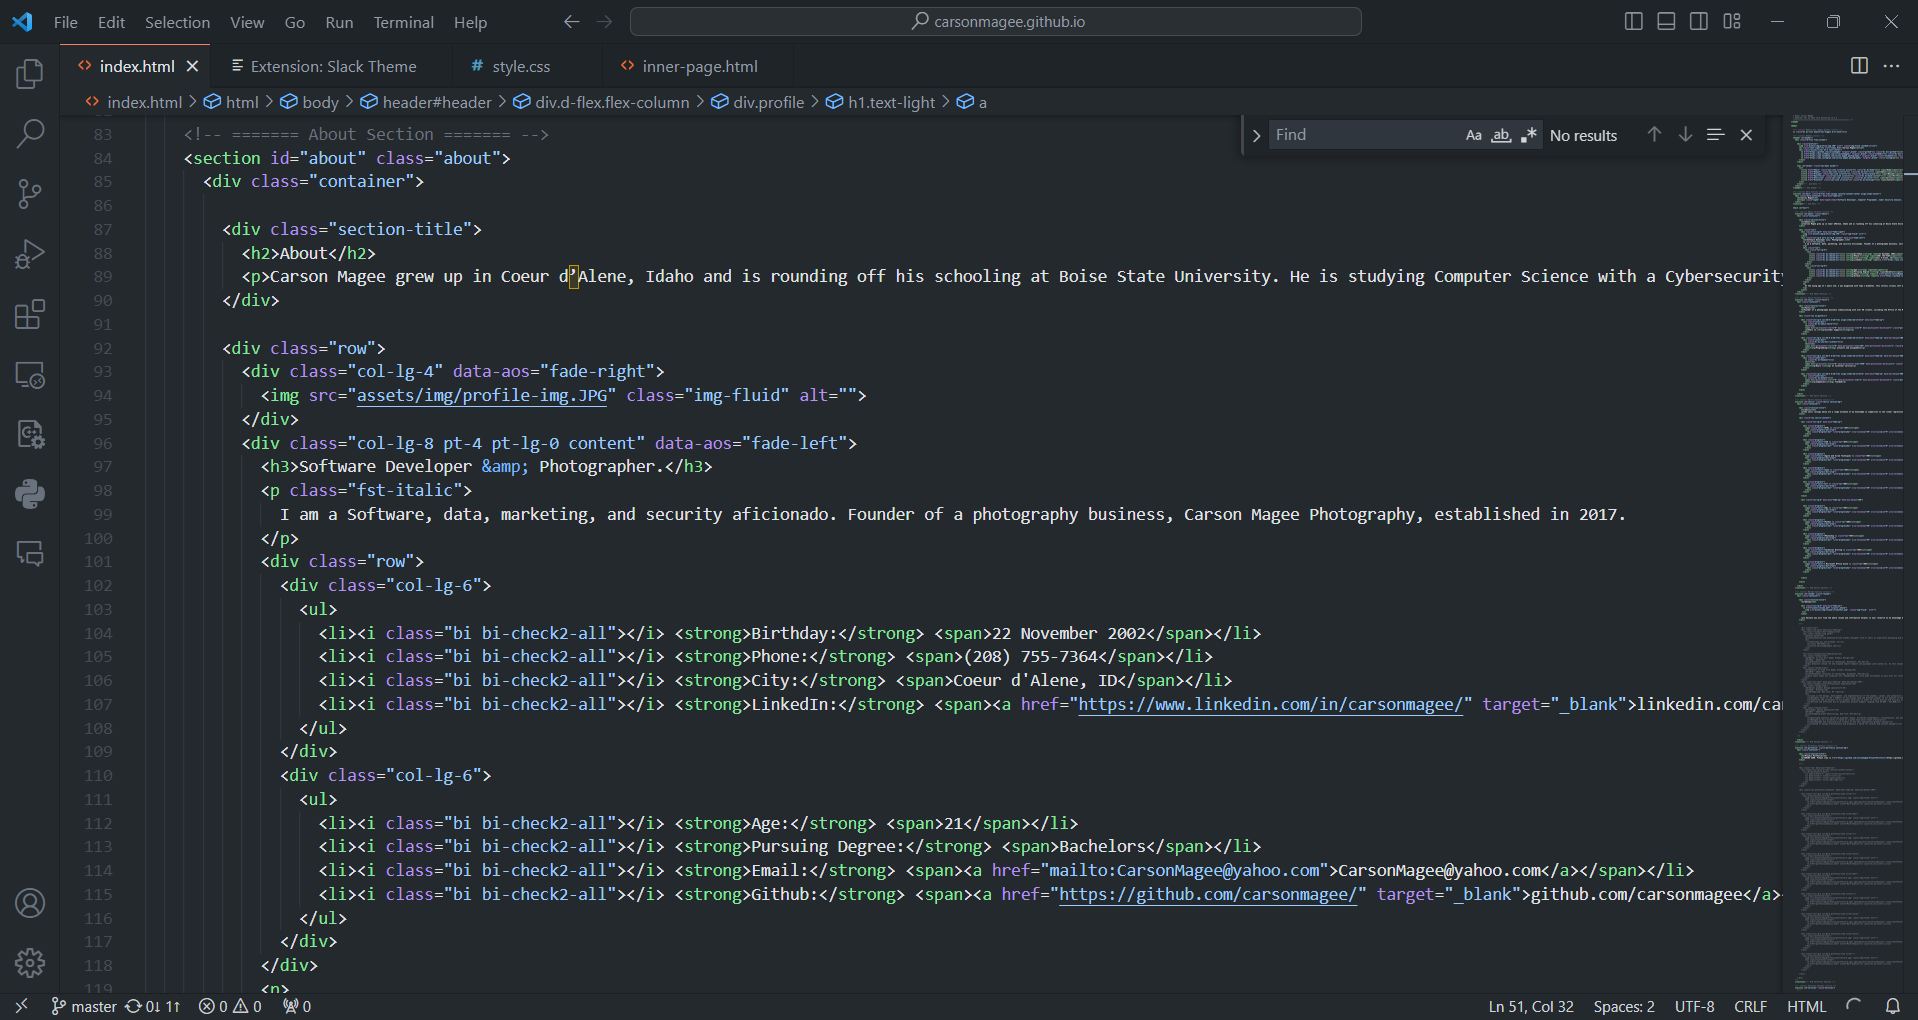 File Edit Selection View Go Run Terminal Help carsonmagee.github.io
index.html Extension: Slack Theme style.css inner-page.html
index.html > html > body > header#header > div.d-flex.flex-column > div.profile > h1.text-light > a
Find Aa ab .* No results
83 <!-- ======= About Section ======= -->
84 <section id="about" class="about">
85 <div class="container">
86
87 <div class="section-title">
88 <h2>About</h2>
89 <p>Carson Magee grew up in Coeur d’Alene, Idaho and is rounding off his schooling at Boise State University. He is studying Computer Science with a Cybersecurity
90 </div>
91
92 <div class="row">
93 <div class="col-lg-4" data-aos="fade-right">
94 <img src="assets/img/profile-img.JPG" class="img-fluid" alt="">
95 </div>
96 <div class="col-lg-8 pt-4 pt-lg-0 content" data-aos="fade-left">
97 <h3>Software Developer &amp; Photographer.</h3>
98 <p class="fst-italic">
99 I am a Software, data, marketing, and security aficionado. Founder of a photography business, Carson Magee Photography, established in 2017.
100 </p>
101 <div class="row">
102 <div class="col-lg-6">
103 <ul>
104 <li><i class="bi bi-check2-all"></i> <strong>Birthday:</strong> <span>22 November 2002</span></li>
105 <li><i class="bi bi-check2-all"></i> <strong>Phone:</strong> <span>(208) 755-7364</span></li>
106 <li><i class="bi bi-check2-all"></i> <strong>City:</strong> <span>Coeur d'Alene, ID</span></li>
107 <li><i class="bi bi-check2-all"></i> <strong>LinkedIn:</strong> <span><a href="https://www.linkedin.com/in/carsonmagee/" target="_blank">linkedin.com/ca
108 </ul>
109 </div>
110 <div class="col-lg-6">
111 <ul>
112 <li><i class="bi bi-check2-all"></i> <strong>Age:</strong> <span>21</span></li>
113 <li><i class="bi bi-check2-all"></i> <strong>Pursuing Degree:</strong> <span>Bachelors</span></li>
114 <li><i class="bi bi-check2-all"></i> <strong>Email:</strong> <span><a href="mailto:CarsonMagee@yahoo.com">CarsonMagee@yahoo.com</a></span></li>
115 <li><i class="bi bi-check2-all"></i> <strong>Github:</strong> <span><a href="https://github.com/carsonmagee/" target="_blank">github.com/carsonmagee</a>
116 </ul>
117 </div>
118 </div>
119 <p>
master 0↓ 1↑ 0 0 0 Ln 51, Col 32 Spaces: 2 UTF-8 CRLF HTML